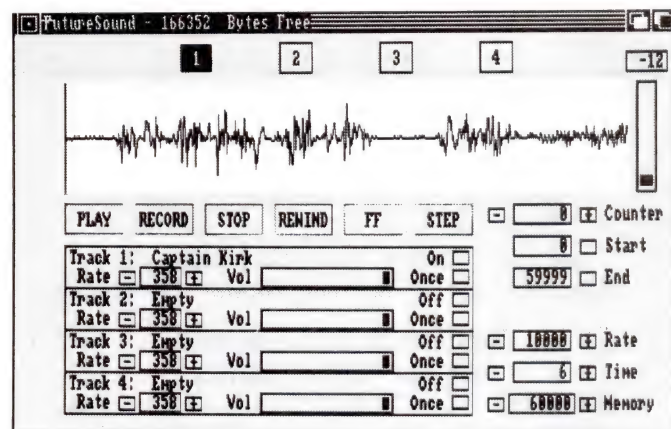 FutureSound - 166352 Bytes Free
1 2 3 4 -12
PLAY RECORD STOP REWIND FF STEP
- 0 + Counter
0 Start
59999 End
Track 1: Captain Kirk On
Rate - 358 + Vol Once
Track 2: Empty Off
Rate - 358 + Vol Once
Track 3: Empty Off
Rate - 358 + Vol Once
Track 4: Empty Off
Rate - 358 + Vol Once
- 10000 + Rate
- 6 + Time
- 60000 + Memory